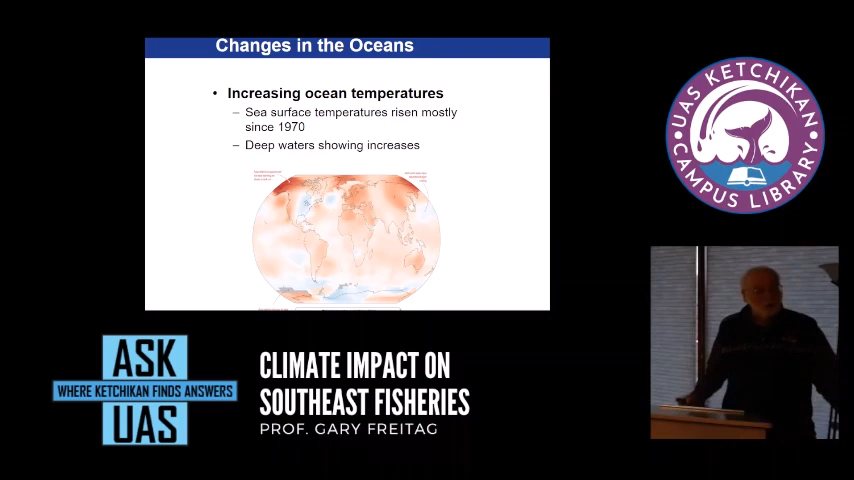 Changes in the Oceans
• Increasing ocean temperatures
– Sea surface temperatures risen mostly
since 1970
– Deep waters showing increases
UAS KETCHIKAN
CAMPUS LIBRARY
ASK
WHERE KETCHIKAN FINDS ANSWERS
UAS
CLIMATE IMPACT ON
SOUTHEAST FISHERIES
PROF. GARY FREITAG